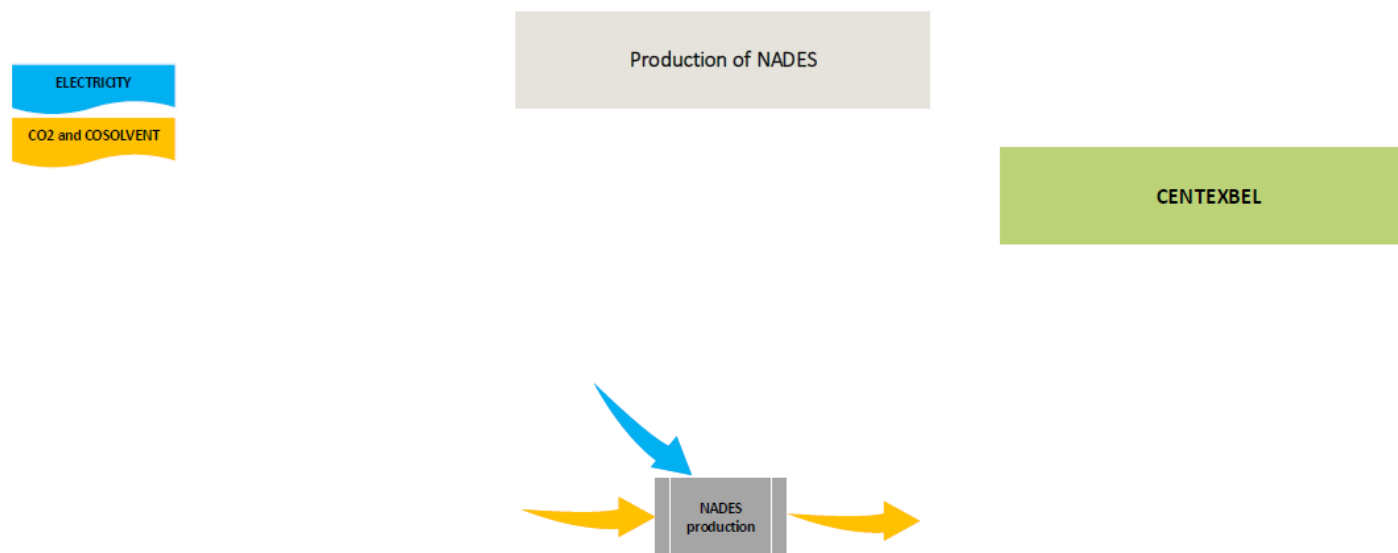 Production of NADES
ELECTRICITY
CO2 and COSOLVENT
CENTEXBEL
NADES
production